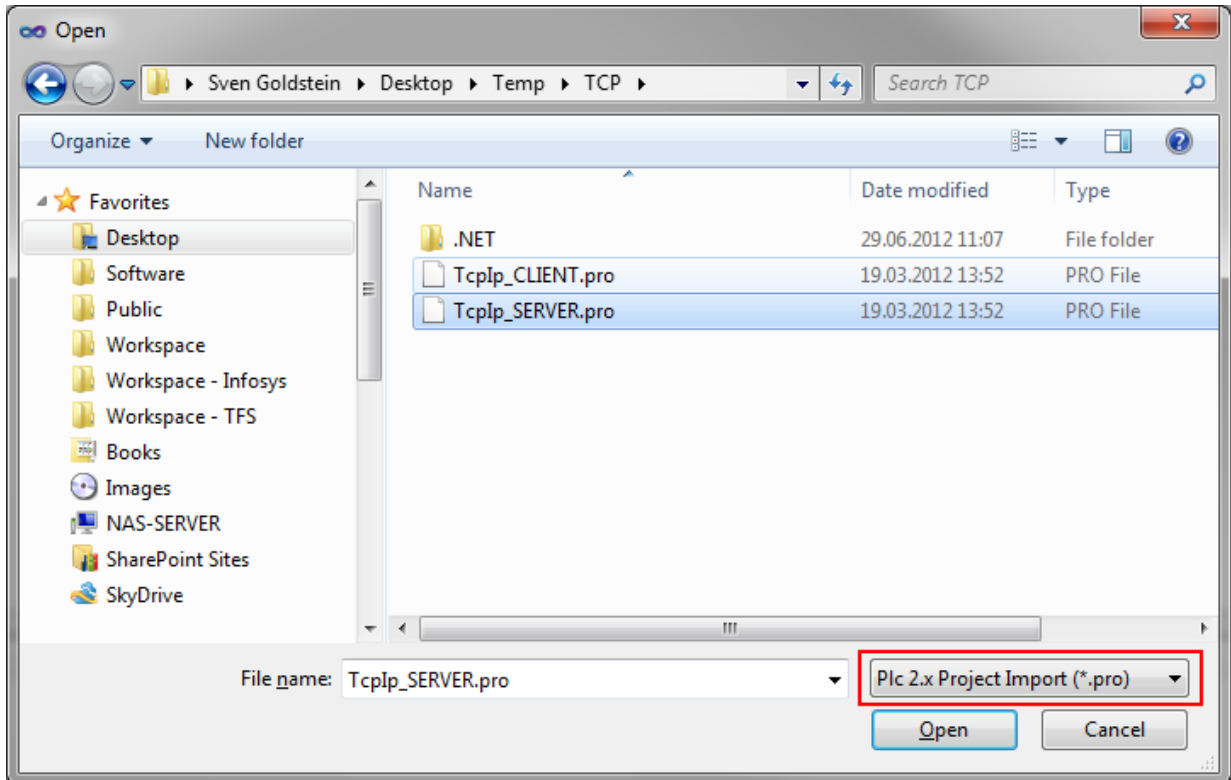 Open
Sven Goldstein Desktop Temp TCP Search TCP
Organize New folder
Name Date modified Type
Favorites
Desktop
Software
Public
Workspace
Workspace - Infosys
Workspace - TFS
Books
Images
NAS-SERVER
SharePoint Sites
SkyDrive
.NET 29.06.2012 11:07 File folder
TcpIp_CLIENT.pro 19.03.2012 13:52 PRO File
TcpIp_SERVER.pro 19.03.2012 13:52 PRO File
File name: TcpIp_SERVER.pro Plc 2.x Project Import (*.pro)
Open Cancel